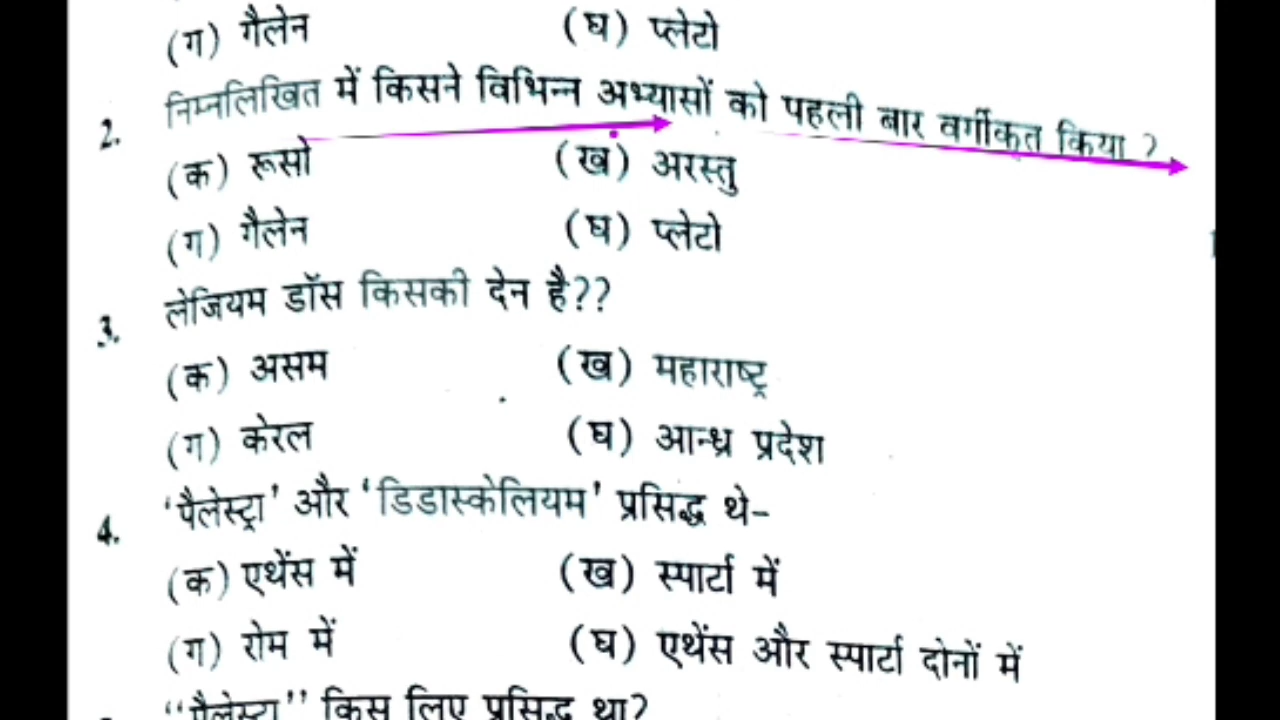 (ग) गैलेन (घ) प्लेटो
2. निम्नलिखित में किसने विभिन्न अभ्यासों को पहली बार वर्गीकृत किया ?
(क) रूसो (ख) अरस्तु
(ग) गैलेन (घ) प्लेटो
3. लेजियम डॉस किसकी देन है??
(क) असम (ख) महाराष्ट्र
(ग) केरल (घ) आन्ध्र प्रदेश
4. 'पैलेस्ट्रा' और 'डिडास्केलियम' प्रसिद्ध थे-
(क) एथेंस में (ख) स्पार्टा में
(ग) रोम में (घ) एथेंस और स्पार्टा दोनों में
"पैलेस्ट्रा" किस लिए प्रसिद्ध था?